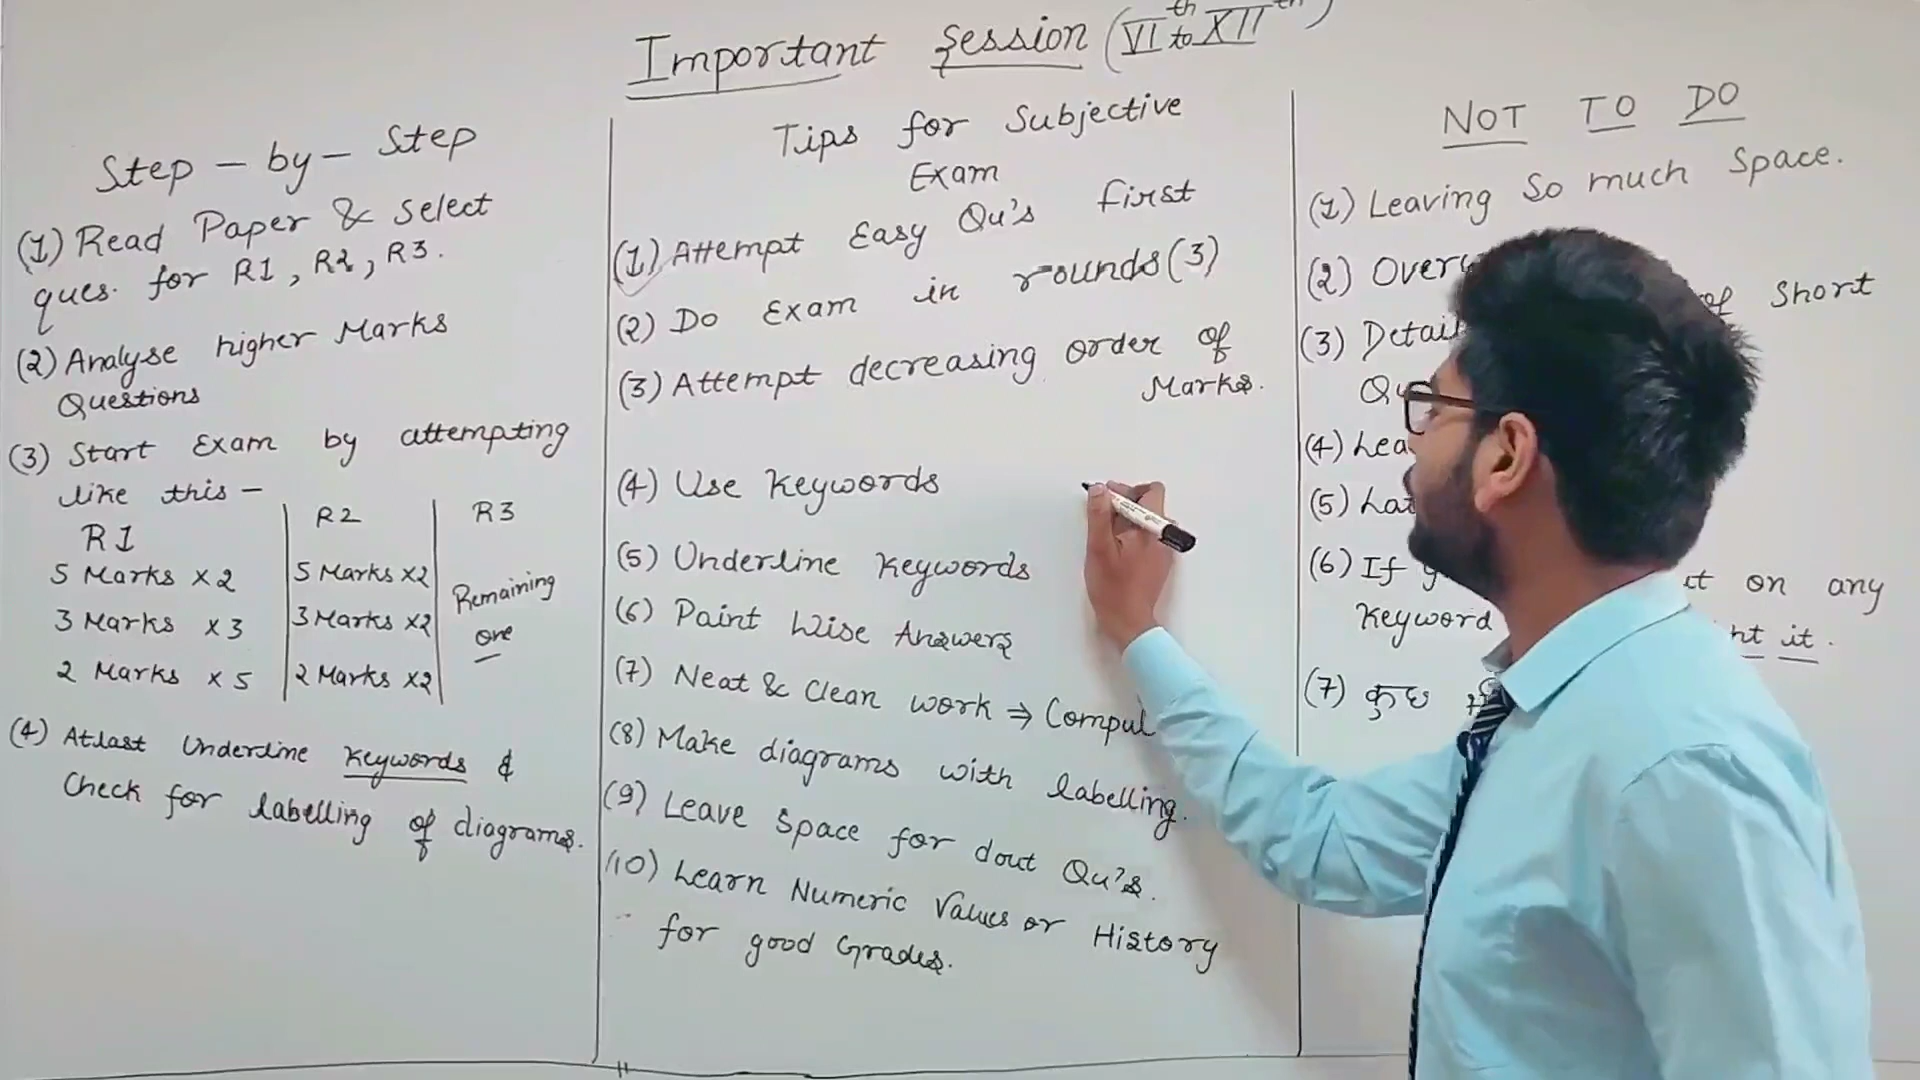 Important Session (VIth to XIIth)
Step - by - Step
(1) Read Paper & Select
ques. for R1, R2, R3.
(2) Analyse higher Marks
Questions
(3) Start Exam by attempting
like this -
R1 R2 R3
5 Marks x2 5 Marks x2 Remaining
3 Marks x3 3 Marks x2 one
2 Marks x5 2 Marks x2
(4) Atlast Underline Keywords &
Check for labelling of diagrams.
Tips for Subjective
Exam
(1) Attempt Easy Qu's first
(2) Do Exam in rounds(3)
(3) Attempt decreasing order of
Marks.
(4) Use Keywords
(5) Underline Keywords
(6) Point Wise Answers
(7) Neat & Clean work ⇒ Compul
(8) Make diagrams with labelling.
(9) Leave Space for dout Qu's.
(10) Learn Numeric Values or History
for good Grades.
NOT TO DO
(1) Leaving So much Space.
(2)
(3) of Short
(4)
(5)
(6) If on any
Keyword it.
(7) कुछ